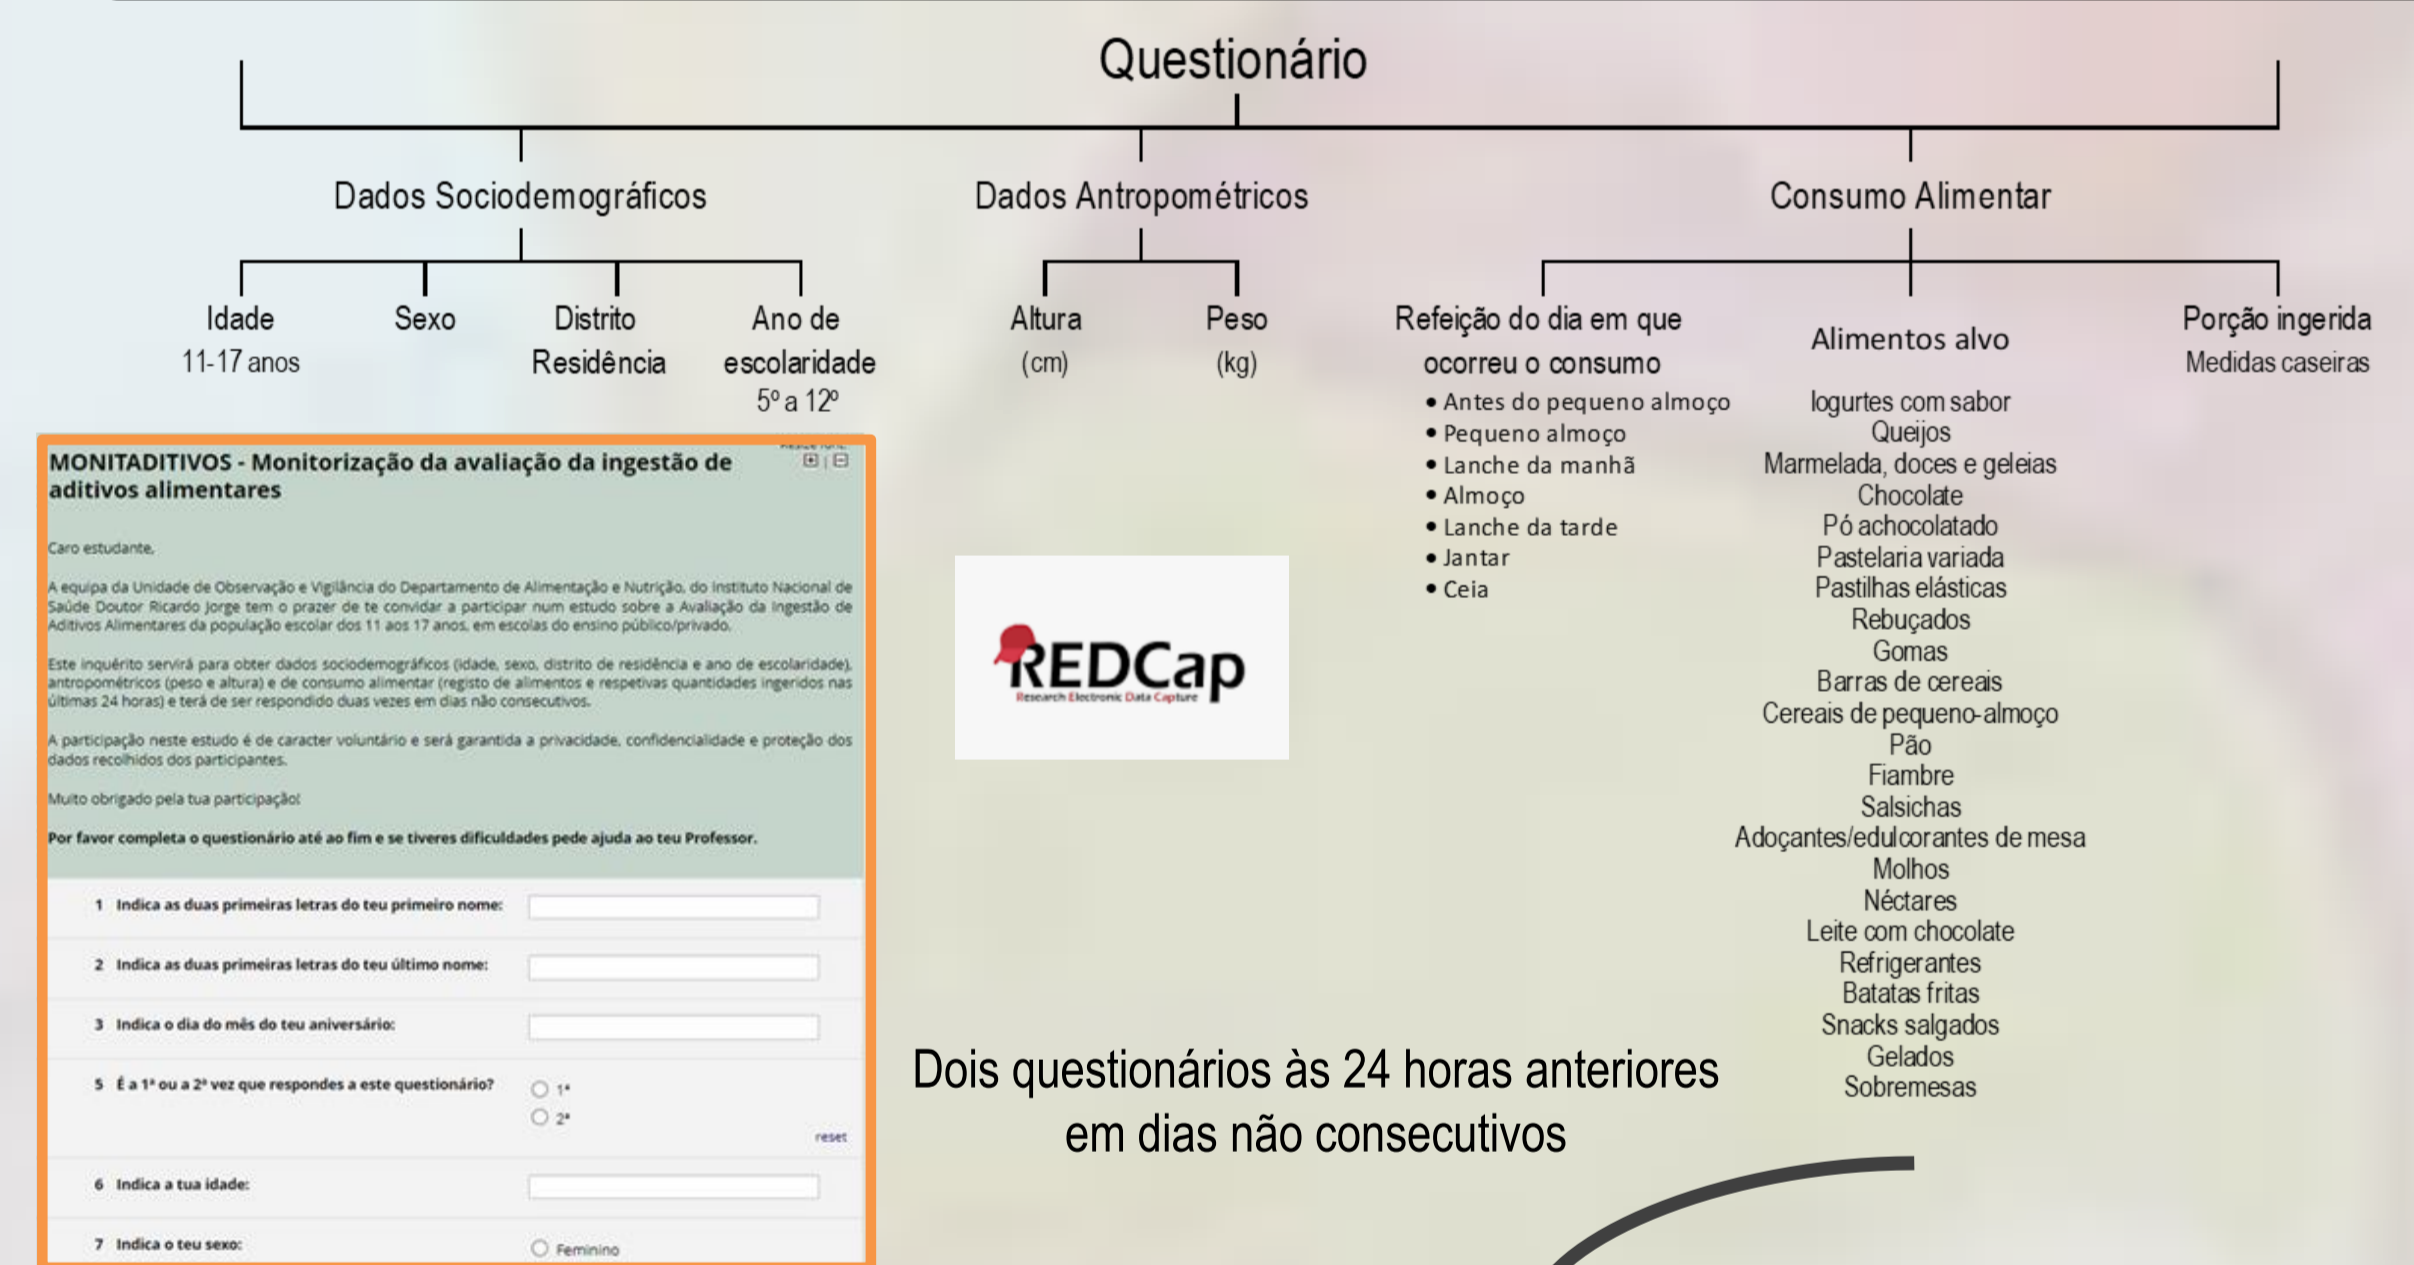 Questionário
Dados Sociodemográficos
Dados Antropométricos
Consumo Alimentar
Idade
11-17 anos
Sexo
Distrito
Residência
Ano de
escolaridade
5º a 12º
Altura
(cm)
Peso
(kg)
Refeição do dia em que
ocorreu o consumo
• Antes do pequeno almoço
• Pequeno almoço
• Lanche da manhã
• Almoço
• Lanche da tarde
• Jantar
• Ceia
Alimentos alvo
Iogurtes com sabor
Queijos
Marmelada, doces e geleias
Chocolate
Pó achocolatado
Pastelaria variada
Pastilhas elásticas
Rebuçados
Gomas
Barras de cereais
Cereais de pequeno-almoço
Pão
Fiambre
Salsichas
Adoçantes/edulcorantes de mesa
Molhos
Néctares
Leite com chocolate
Refrigerantes
Batatas fritas
Snacks salgados
Gelados
Sobremesas
Porção ingerida
Medidas caseiras
MONITADITIVOS - Monitorização da avaliação da ingestão de
aditivos alimentares
Caro estudante,
A equipa da Unidade de Observação e Vigilância do Departamento de Alimentação e Nutrição, do Instituto Nacional de
Saúde Doutor Ricardo Jorge tem o prazer de te convidar a participar num estudo sobre a Avaliação da Ingestão de
Aditivos Alimentares da população escolar dos 11 aos 17 anos, em escolas do ensino público/privado.
Este inquérito servirá para obter dados sociodemográficos (idade, sexo, distrito de residência e ano de escolaridade),
antropométricos (peso e altura) e de consumo alimentar (registo de alimentos e respetivas quantidades ingeridos nas
últimas 24 horas) e terá de ser respondido duas vezes em dias não consecutivos.
A participação neste estudo é de caracter voluntário e será garantida a privacidade, confidencialidade e proteção dos
dados recolhidos dos participantes.
Muito obrigado pela tua participação!
Por favor completa o questionário até ao fim e se tiveres dificuldades pede ajuda ao teu Professor.
1 Indica as duas primeiras letras do teu primeiro nome:
2 Indica as duas primeiras letras do teu último nome:
3 Indica o dia do mês do teu aniversário:
5 É a 1ª ou a 2ª vez que respondes a este questionário?
1ª
2ª
reset
6 Indica a tua idade:
7 Indica o teu sexo:
Feminino
REDCap
Research Electronic Data Capture
Dois questionários às 24 horas anteriores
em dias não consecutivos